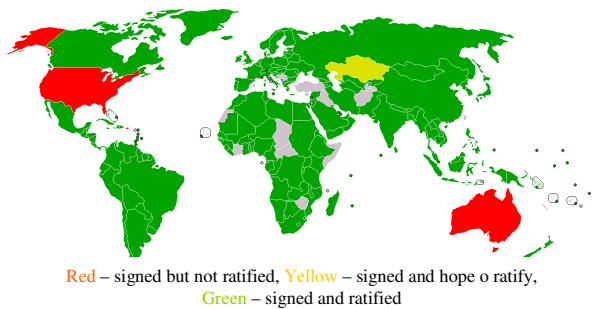 Red – signed but not ratified, Yellow – signed and hope o ratify,
Green – signed and ratified